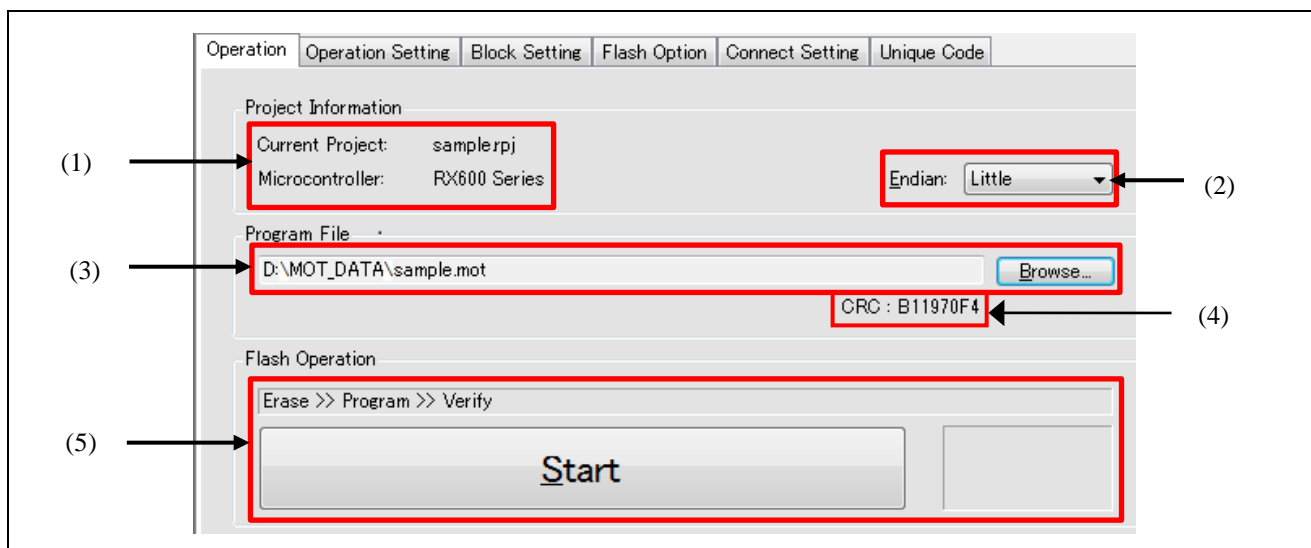 Operation Operation Setting Block Setting Flash Option Connect Setting Unique Code
Project Information
(1)
Current Project: sample.rpj
Microcontroller: RX600 Series
Endian: Little
(2)
Program File
(3)
D:\MOT_DATA\sample.mot
Browse...
CRC : B11970F4
(4)
Flash Operation
Erase >> Program >> Verify
(5)
Start